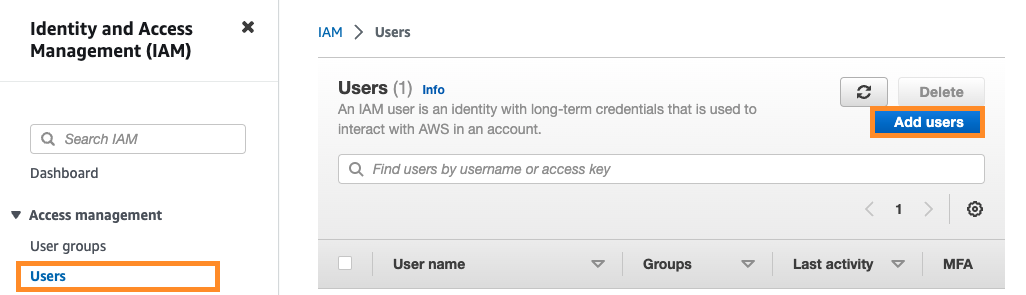 Identity and Access
Management (IAM)
Search IAM
Dashboard
Access management
User groups
Users
IAM > Users
Users (1) Info
An IAM user is an identity with long-term credentials that is used to
interact with AWS in an account.
Delete
Add users
Find users by username or access key
1
User name Groups Last activity MFA